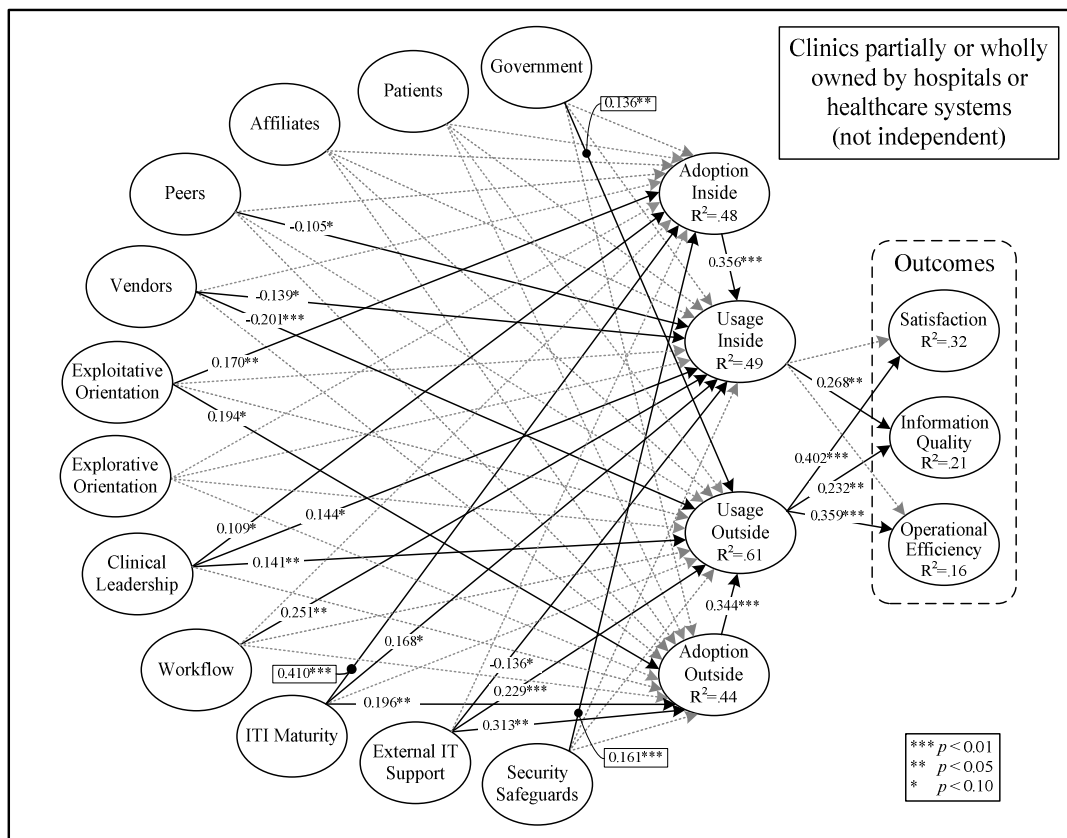 Clinics partially or wholly
owned by hospitals or
healthcare systems
(not independent)
Government
Patients
Affiliates
Peers
Vendors
Exploitative
Orientation
Explorative
Orientation
Clinical
Leadership
Workflow
ITI Maturity
External IT
Support
Security
Safeguards
0.136**
-0.105*
-0.139*
-0.201***
0.170**
0.194*
0.109*
0.144*
0.141**
0.251**
0.410***
0.168*
0.196**
-0.136*
0.229***
0.313**
0.161***
Adoption
Inside
R²=.48
0.356***
Usage
Inside
R²=.49
Usage
Outside
R²=.61
0.344***
Adoption
Outside
R²=.44
0.268**
0.402***
0.232**
0.359***
Outcomes
Satisfaction
R²=.32
Information
Quality
R²=.21
Operational
Efficiency
R²=.16
*** p<0.01
** p<0.05
* p<0.10